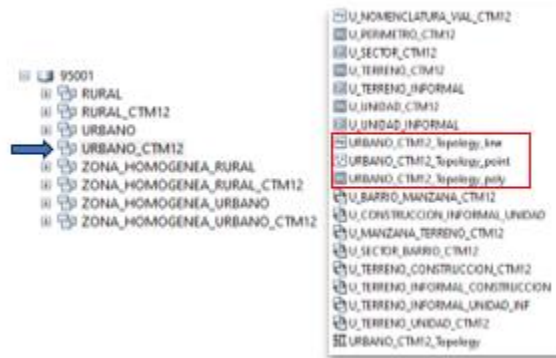 95001
RURAL
RURAL_CTM12
URBANO
URBANO_CTM12
ZONA_HOMOGENEA_RURAL
ZONA_HOMOGENEA_RURAL_CTM12
ZONA_HOMOGENEA_URBANO
ZONA_HOMOGENEA_URBANO_CTM12
U_NOMENCLATURA_VIAL_CTM12
U_PERIMETRO_CTM12
U_SECTOR_CTM12
U_TERRENO_CTM12
U_TERRENO_INFORMAL
U_UNIDAD_CTM12
U_UNIDAD_INFORMAL
URBANO_CTM12_Topology_line
URBANO_CTM12_Topology_point
URBANO_CTM12_Topology_poly
U_BARRIO_MANZANA_CTM12
U_CONSTRUCCION_INFORMAL_UNIDAD
U_MANZANA_TERRENO_CTM12
U_SECTOR_BARRIO_CTM12
U_TERRENO_CONSTRUCCION_CTM12
U_TERRENO_INFORMAL_CONSTRUCCION
U_TERRENO_INFORMAL_UNIDAD_INF
U_TERRENO_UNIDAD_CTM12
URBANO_CTM12_Topology